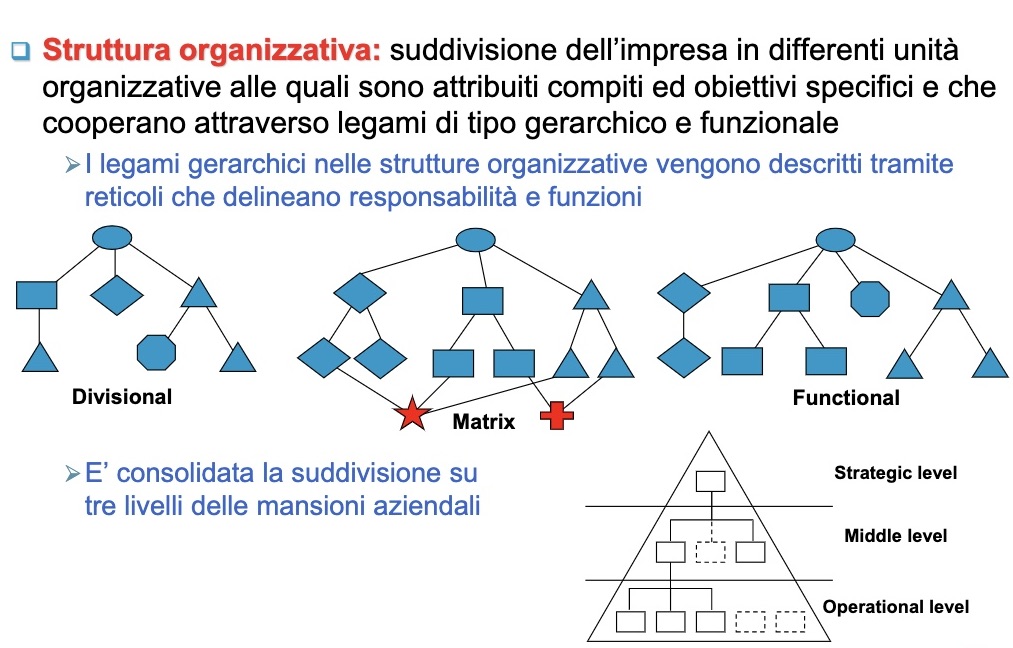 Struttura organizzativa: suddivisione dell’impresa in differenti unità
organizzative alle quali sono attribuiti compiti ed obiettivi specifici e che
cooperano attraverso legami di tipo gerarchico e funzionale
I legami gerarchici nelle strutture organizzative vengono descritti tramite
reticoli che delineano responsabilità e funzioni
Divisional
Matrix
Functional
E’ consolidata la suddivisione su
tre livelli delle mansioni aziendali
Strategic level
Middle level
Operational level